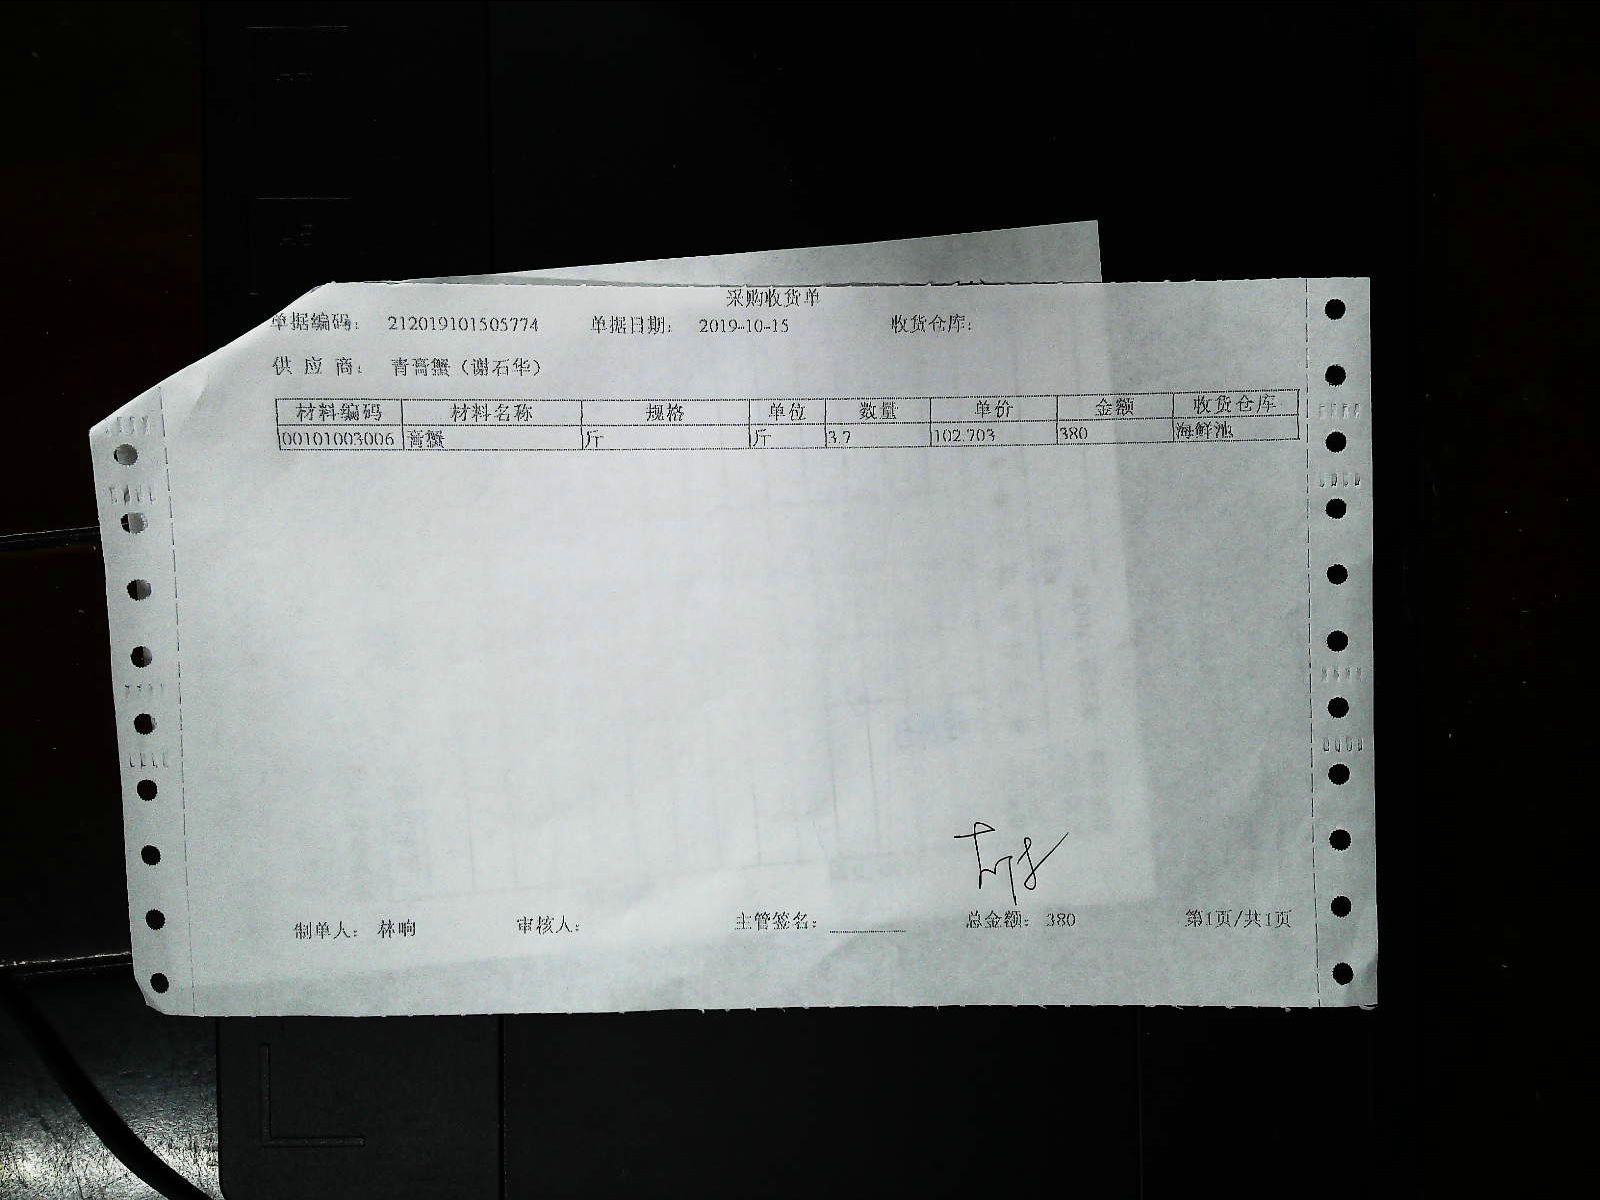 采购收货单
单据编码： 212019101505774 单据日期： 2019-10-15 收货仓库：
供 应 商： 青膏蟹（谢石华）
材料编码 材料名称 规格 单位 数量 单价 金额 收货仓库
00101003006 膏蟹 斤 斤 3.7 102.703 380 海鲜池
制单人： 林响 审核人： 主管签名： 总金额： 380 第1页/共1页